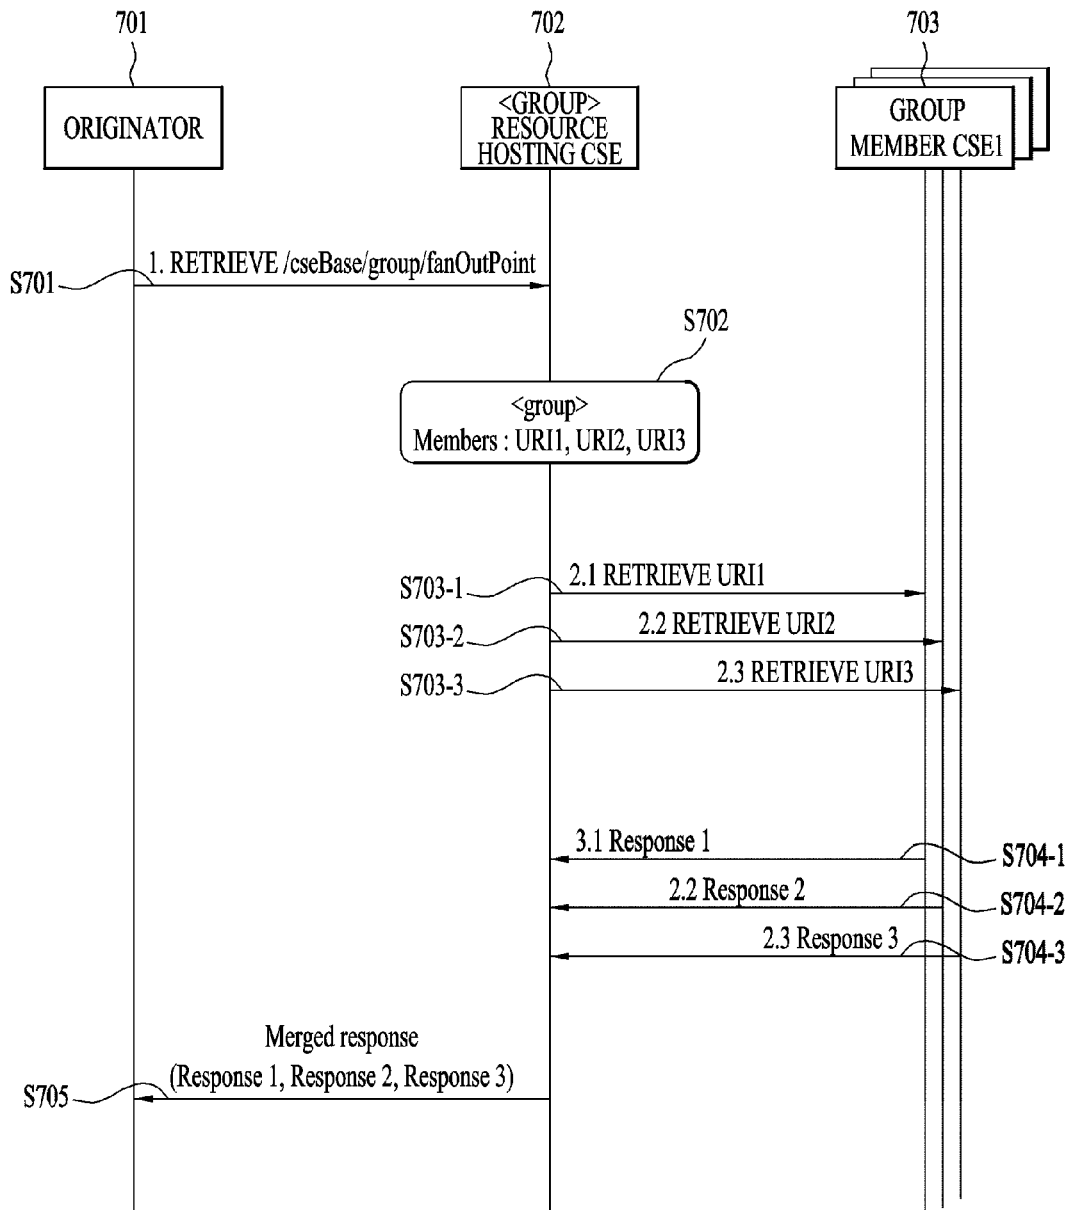 701
702
703
ORIGINATOR
<GROUP>
RESOURCE
HOSTING CSE
GROUP
MEMBER CSE1
1. RETRIEVE /cseBase/group/fanOutPoint
S701
S702
<group>
Members : URI1, URI2, URI3
S703-1
2.1 RETRIEVE URI1
S703-2
2.2 RETRIEVE URI2
S703-3
2.3 RETRIEVE URI3
3.1 Response 1
S704-1
2.2 Response 2
S704-2
2.3 Response 3
S704-3
Merged response
(Response 1, Response 2, Response 3)
S705